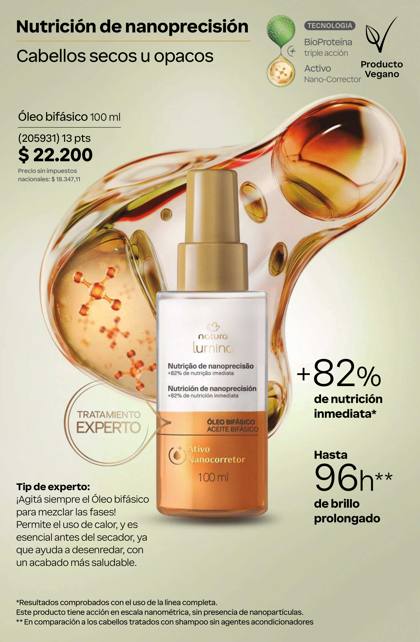 Nutrición de nanoprecisión
Cabellos secos u opacos
TECNOLOGIA
BioProteína
triple acción
Activo
Nano-Corrector
Producto
Vegano
Óleo bifásico 100 ml
(205931) 13 pts
$ 22.200
Precio sin impuestos
nacionales: $ 18.347,11
natura
lumina
Nutrição de nanoprecisão
+82% de nutrição imediata
Nutrición de nanoprecisión
+82% de nutrición inmediata
ÓLEO BIFÁSICO
ACEITE BIFÁSICO
Ativo
Nanocorretor
100 ml
TRATAMIENTO
EXPERTO
+82%
de nutrición
inmediata*
Hasta
96h**
de brillo
prolongado
Tip de experto:
¡Agitá siempre el Óleo bifásico
para mezclar las fases!
Permite el uso de calor, y es
esencial antes del secador, ya
que ayuda a desenredar, con
un acabado más saludable.
*Resultados comprobados con el uso de la línea completa.
Este producto tiene acción en escala nanométrica, sin presencia de nanopartículas.
**En comparación a los cabellos tratados con shampoo sin agentes acondicionadores